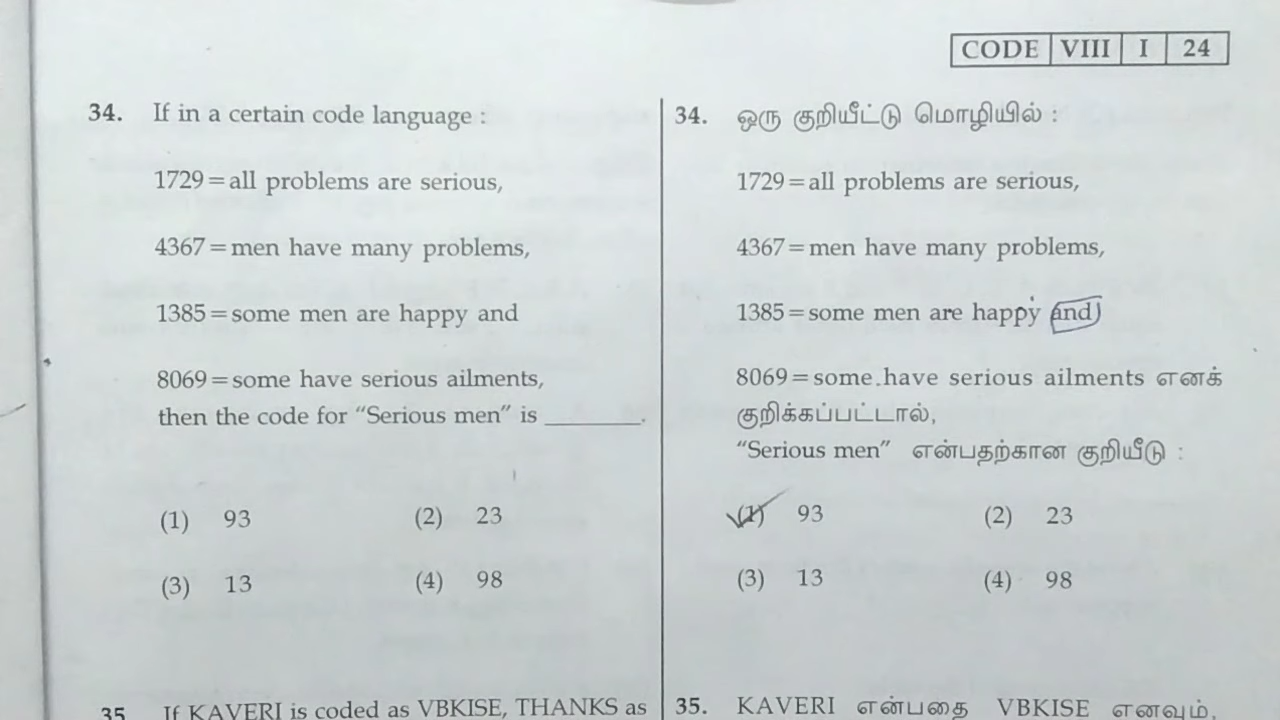 CODE VIII I 24
34. If in a certain code language :
1729 = all problems are serious,
4367 = men have many problems,
1385 = some men are happy and
8069 = some have serious ailments,
then the code for “Serious men” is ________.
(1) 93 (2) 23
(3) 13 (4) 98
35 If KAVERI is coded as VBKISE, THANKS as
34. ஒரு குறியீட்டு மொழியில் :
1729 = all problems are serious,
4367 = men have many problems,
1385 = some men are happy and
8069 = some have serious ailments எனக்
குறிக்கப்பட்டால்,
“Serious men” என்பதற்கான குறியீடு :
(1) 93 (2) 23
(3) 13 (4) 98
35. KAVERI என்பதை VBKISE எனவும்,